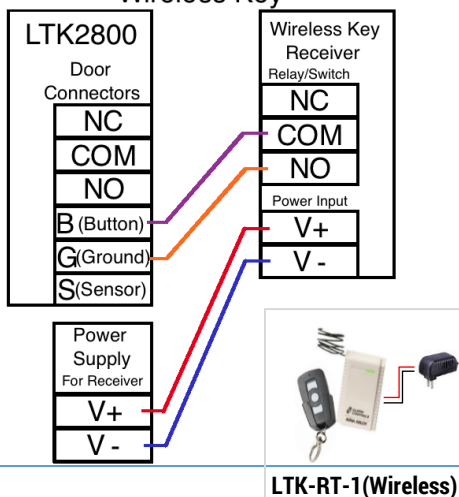 Wireless Key
LTK2800
Door
Connectors
NC
COM
NO
B (Button)
G(Ground)
S(Sensor)
Wireless Key
Receiver
Relay/Switch
NC
COM
NO
Power Input
V+
V -
Power
Supply
For Receiver
V+
V -
LTK-RT-1(Wireless)